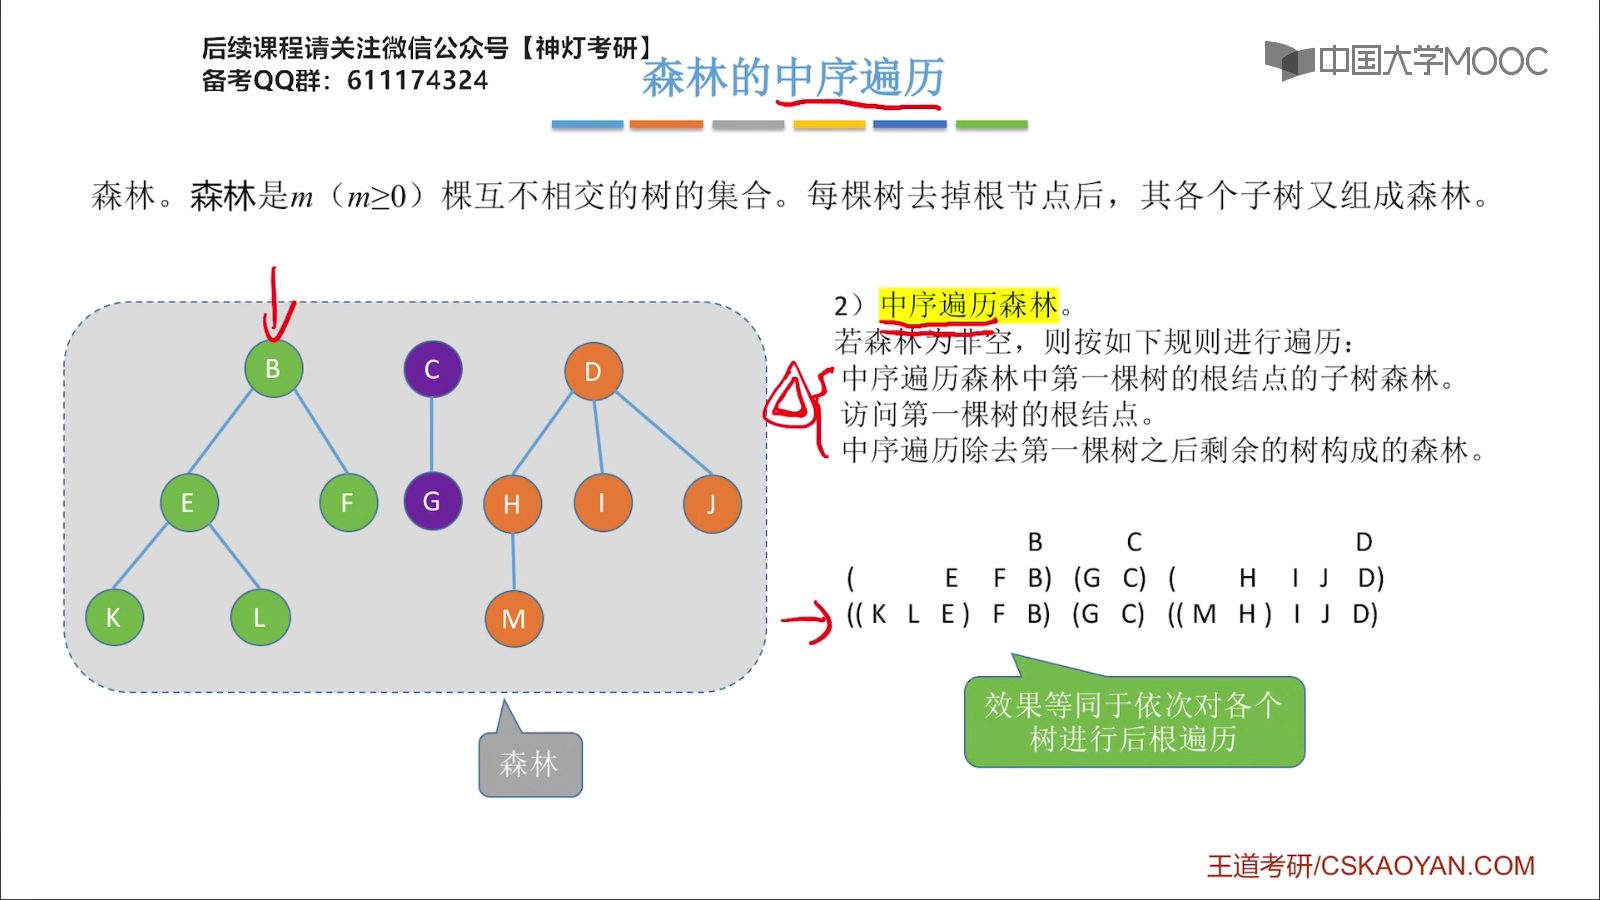 后续课程请关注微信公众号【神灯考研】
备考QQ群：611174324
森林的中序遍历
中国大学MOOC
森林。森林是m（m≥0）棵互不相交的树的集合。每棵树去掉根节点后，其各个子树又组成森林。
2）中序遍历森林。
若森林为非空，则按如下规则进行遍历：
中序遍历森林中第一棵树的根结点的子树森林。
访问第一棵树的根结点。
中序遍历除去第一棵树之后剩余的树构成的森林。
B C D
E F G H I J
K L M
森林
B C D
( E F B) (G C) ( H I J D)
(( K L E ) F B) (G C) (( M H ) I J D)
效果等同于依次对各个
树进行后根遍历
王道考研/CSKAOYAN.COM